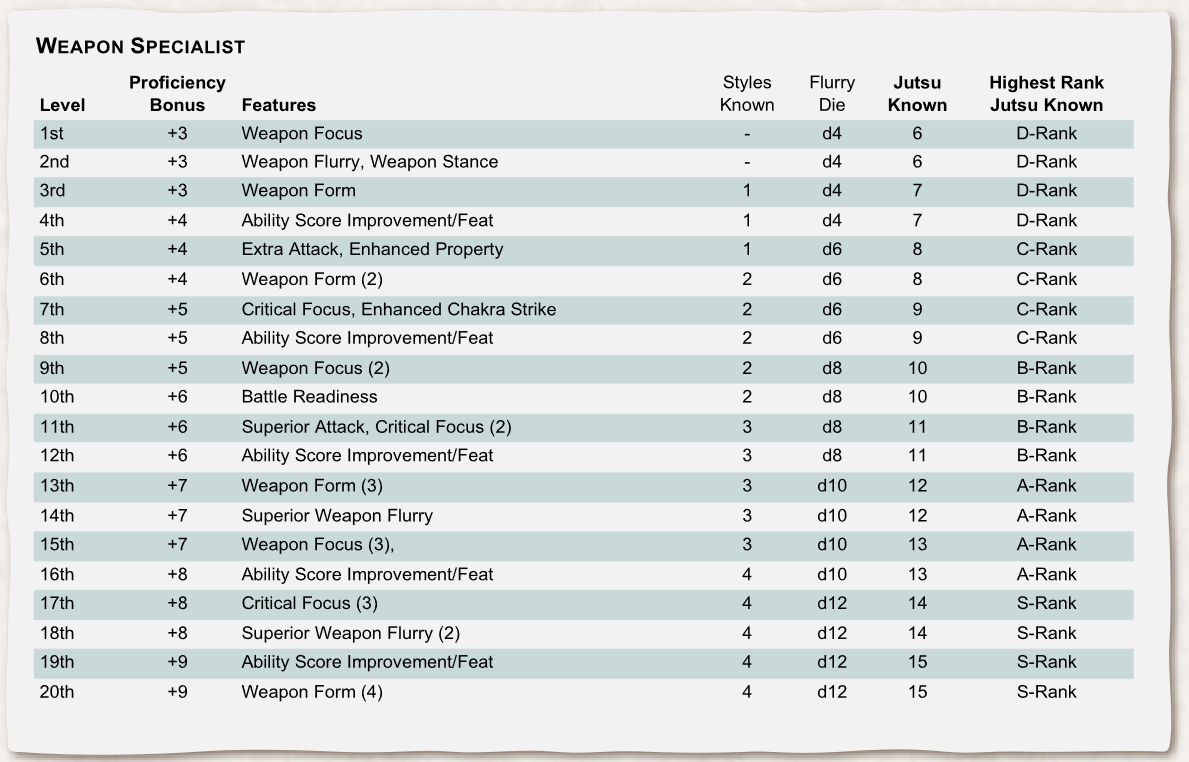 WEAPON SPECIALIST
Proficiency Styles Flurry Jutsu Highest Rank
Level Bonus Features Known Die Known Jutsu Known
1st +3 Weapon Focus - d4 6 D-Rank
2nd +3 Weapon Flurry, Weapon Stance - d4 6 D-Rank
3rd +3 Weapon Form 1 d4 7 D-Rank
4th +4 Ability Score Improvement/Feat 1 d4 7 D-Rank
5th +4 Extra Attack, Enhanced Property 1 d6 8 C-Rank
6th +4 Weapon Form (2) 2 d6 8 C-Rank
7th +5 Critical Focus, Enhanced Chakra Strike 2 d6 9 C-Rank
8th +5 Ability Score Improvement/Feat 2 d6 9 C-Rank
9th +5 Weapon Focus (2) 2 d8 10 B-Rank
10th +6 Battle Readiness 2 d8 10 B-Rank
11th +6 Superior Attack, Critical Focus (2) 3 d8 11 B-Rank
12th +6 Ability Score Improvement/Feat 3 d8 11 B-Rank
13th +7 Weapon Form (3) 3 d10 12 A-Rank
14th +7 Superior Weapon Flurry 3 d10 12 A-Rank
15th +7 Weapon Focus (3), 3 d10 13 A-Rank
16th +8 Ability Score Improvement/Feat 4 d10 13 A-Rank
17th +8 Critical Focus (3) 4 d12 14 S-Rank
18th +8 Superior Weapon Flurry (2) 4 d12 14 S-Rank
19th +9 Ability Score Improvement/Feat 4 d12 15 S-Rank
20th +9 Weapon Form (4) 4 d12 15 S-Rank